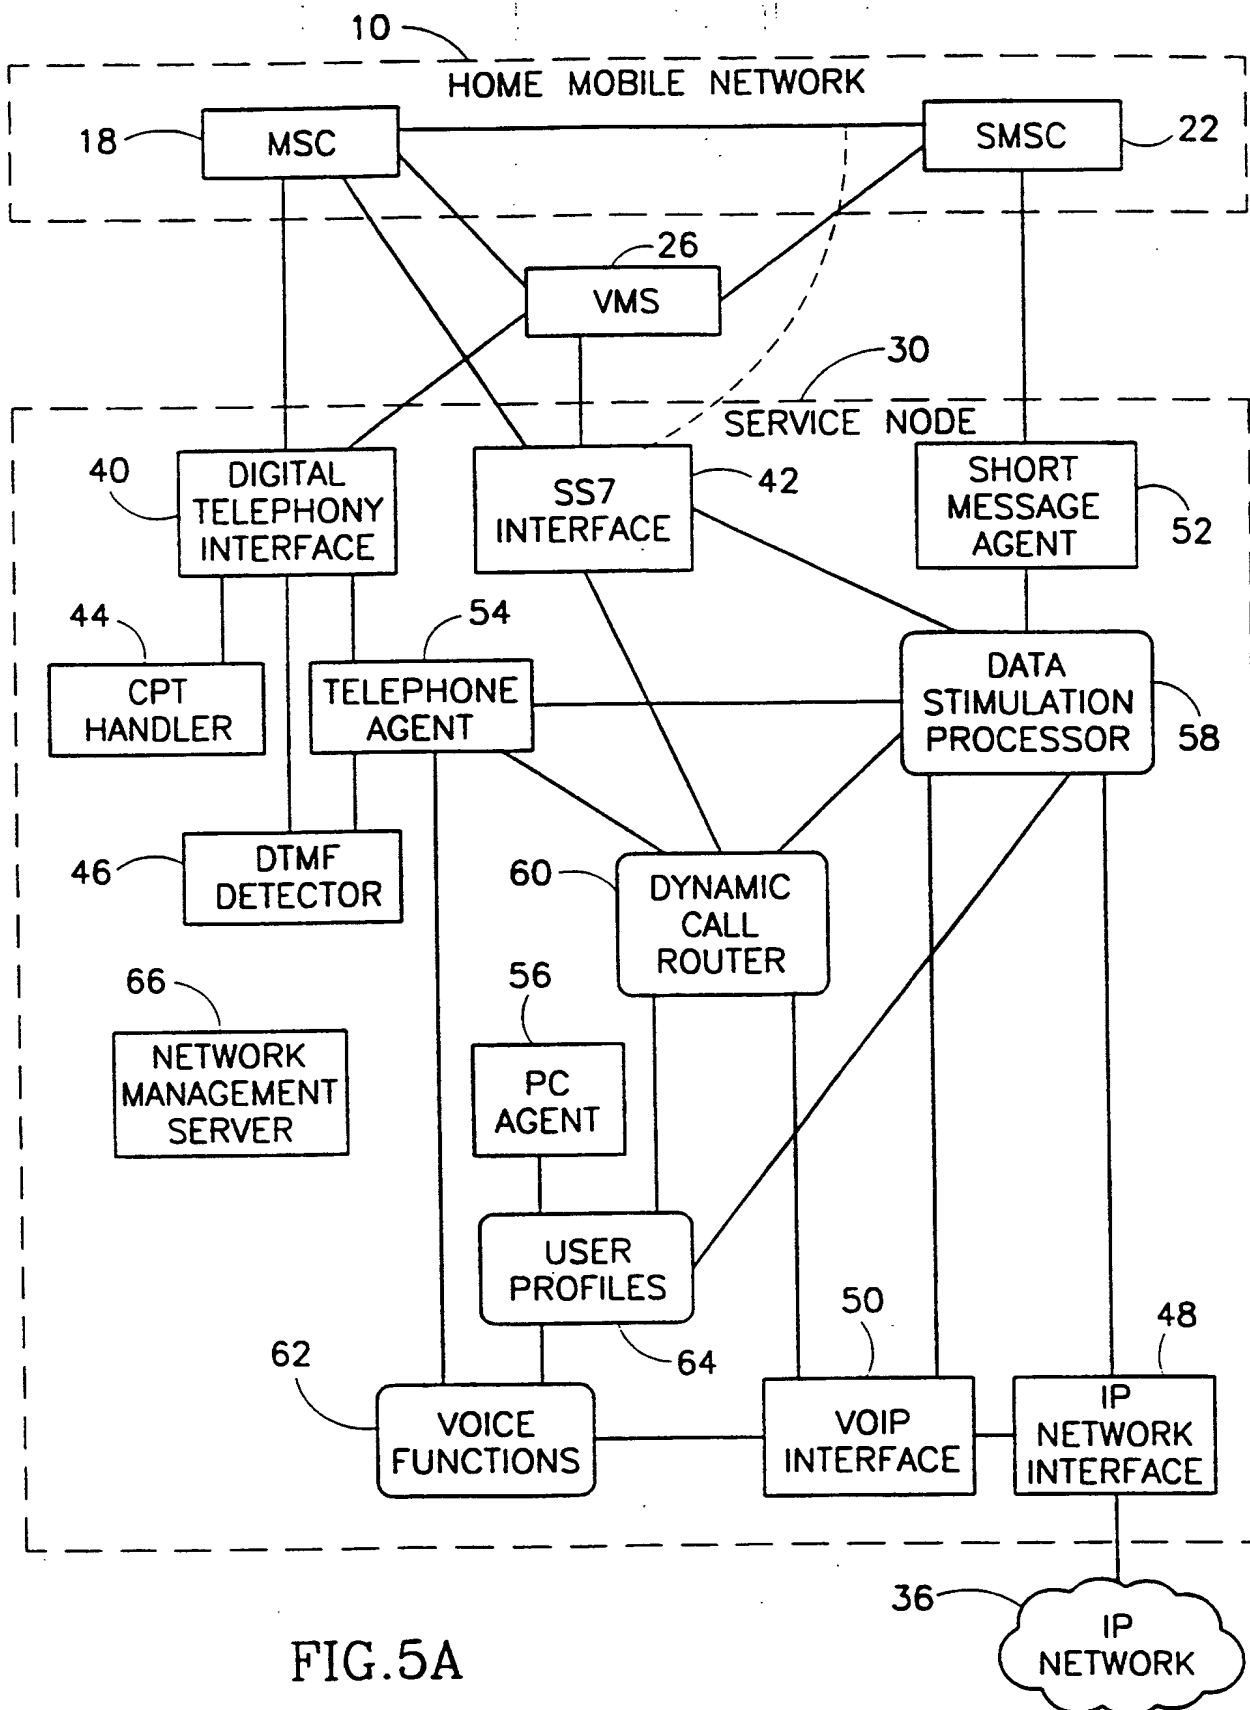 10
HOME MOBILE NETWORK
18
MSC
SMSC
22
26
VMS
30
SERVICE NODE
40
DIGITAL
TELEPHONY
INTERFACE
SS7
INTERFACE
42
SHORT
MESSAGE
AGENT
52
44
CPT
HANDLER
54
TELEPHONE
AGENT
DATA
STIMULATION
PROCESSOR
58
46
DTMF
DETECTOR
60
DYNAMIC
CALL
ROUTER
66
NETWORK
MANAGEMENT
SERVER
56
PC
AGENT
USER
PROFILES
64
62
VOICE
FUNCTIONS
50
VOIP
INTERFACE
48
IP
NETWORK
INTERFACE
36
IP
NETWORK
FIG.5A